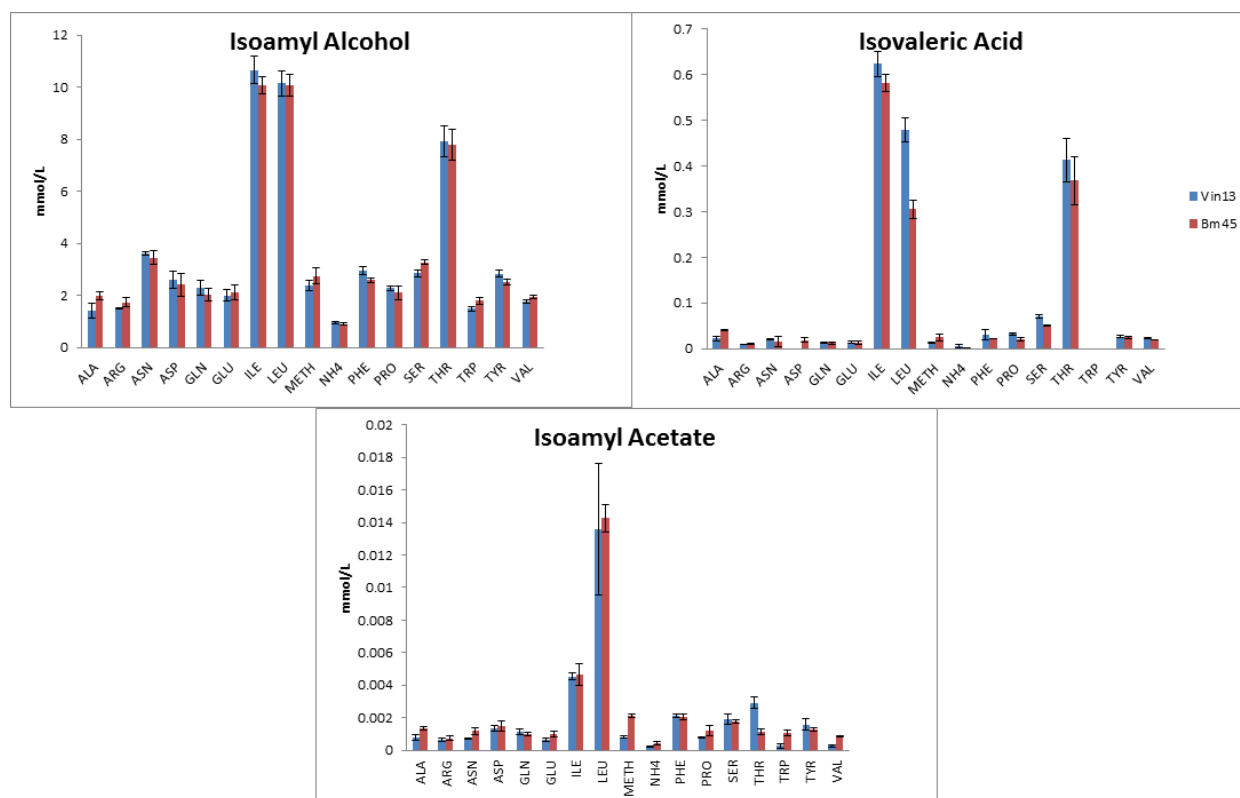 Isoamyl Alcohol
12
10
8
6
4
2
0
mmol/L
ALA
ARG
ASN
ASP
GLN
GLU
ILE
LEU
METH
NH4
PHE
PRO
SER
THR
TRP
TYR
VAL
Isovaleric Acid
0.7
0.6
0.5
0.4
0.3
0.2
0.1
0
mmol/L
ALA
ARG
ASN
ASP
GLN
GLU
ILE
LEU
METH
NH4
PHE
PRO
SER
THR
TRP
TYR
VAL
Vin13
Bm45
Isoamyl Acetate
0.02
0.018
0.016
0.014
0.012
0.01
0.008
0.006
0.004
0.002
0
mmol/L
ALA
ARG
ASN
ASP
GLN
GLU
ILE
LEU
METH
NH4
PHE
PRO
SER
THR
TRP
TYR
VAL